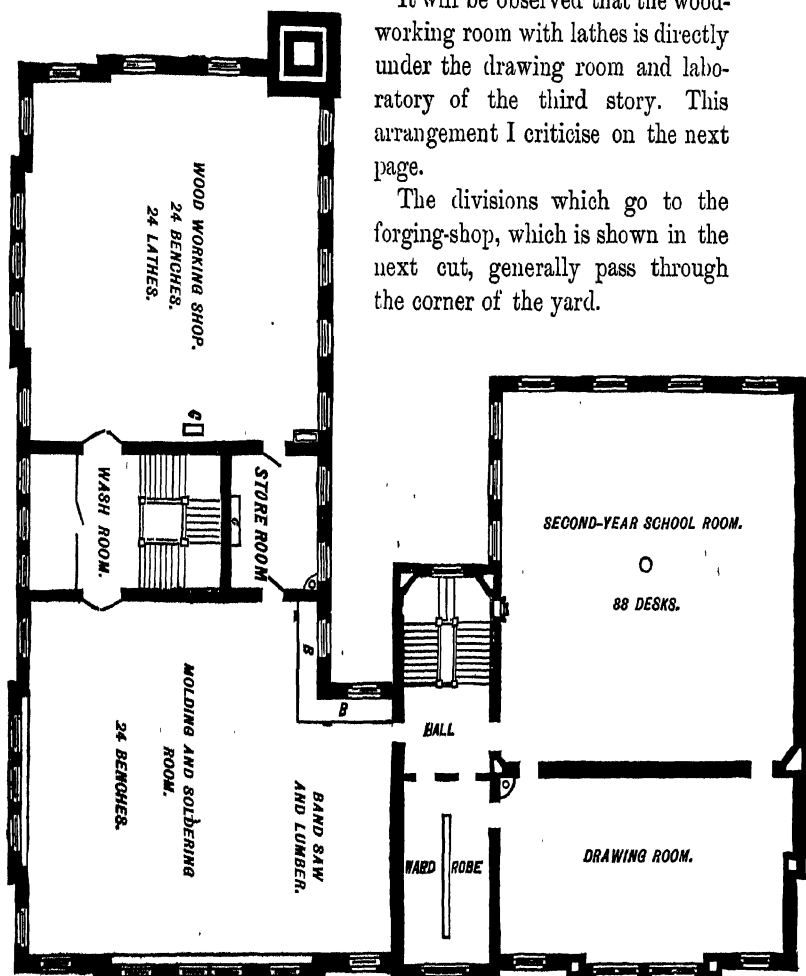 It will be observed that the wood-
working room with lathes is directly
under the drawing room and labo-
ratory of the third story. This
arrangement I criticise on the next
page.
The divisions which go to the
forging-shop, which is shown in the
next cut, generally pass through
the corner of the yard.
WOOD WORKING SHOP.
24 BENCHES.
24 LATHES.
G
WASH ROOM.
STORE ROOM
G
SECOND-YEAR SCHOOL ROOM.
88 DESKS.
B
B
HALL
MOLDING AND SOLDERING
ROOM.
24 BENCHES.
BAND SAW
AND LUMBER.
WARD ROBE
DRAWING ROOM.